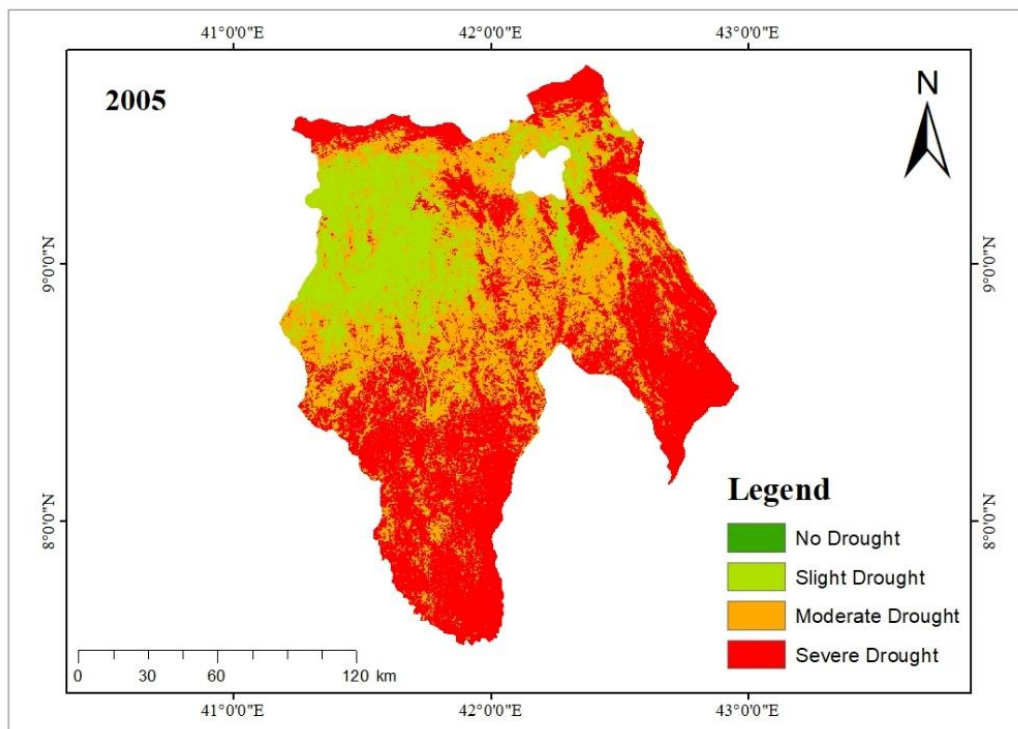 41°0'0"E 42°0'0"E 43°0'0"E
2005
N
9°0'0"N 9°0'0"N
Legend
8°0'0"N 8°0'0"N
No Drought
Slight Drought
Moderate Drought
Severe Drought
0 30 60 120 km
41°0'0"E 42°0'0"E 43°0'0"E